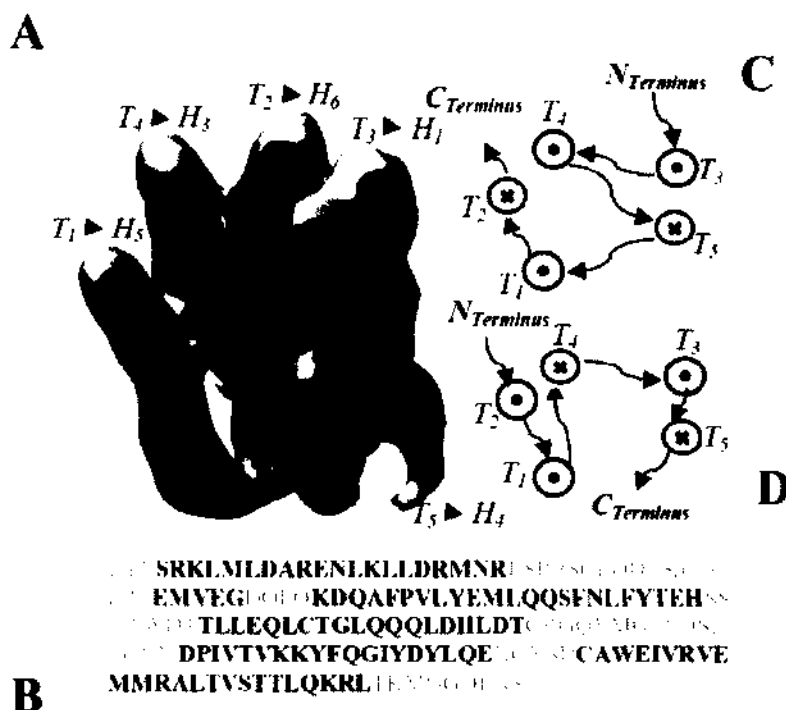 A
T2 ► H6
T4 ► H3
T3 ► H1
T1 ► H5
T5 ► H4
C
NTerminus
CTerminus
T4
T3
T2
T5
T1
NTerminus
T4
T3
T2
T5
T1
CTerminus
D
SRKLMLDARENLKLLDRMNR
EMVEG KDQAFPVLYEMLQQSFNLFYTEH
TLLEQLCTGLQQQLDHLDT
DPIVTVKKYFQGIYDYLQE CAWEIVRVE
MMRALTVSTTLQKRL
B